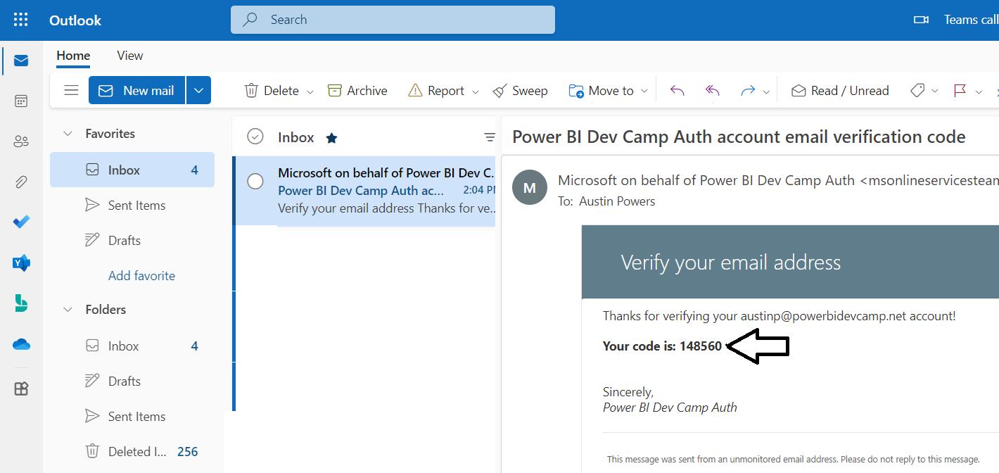 Outlook
Search
Teams call
Home
View
New mail
Delete
Archive
Report
Sweep
Move to
Read / Unread
Favorites
Inbox 4
Sent Items
Drafts
Add favorite
Folders
Inbox 4
Drafts
Sent Items
Deleted I... 256
Inbox
Microsoft on behalf of Power BI Dev C...
Power BI Dev Camp Auth ac... 2:04 PM
Verify your email address Thanks for ve...
Power BI Dev Camp Auth account email verification code
M
Microsoft on behalf of Power BI Dev Camp Auth <msonlineservicesteam
To: Austin Powers
Verify your email address
Thanks for verifying your austinp@powerbidevcamp.net account!
Your code is: 148560
Sincerely,
Power BI Dev Camp Auth
This message was sent from an unmonitored email address. Please do not reply to this message.